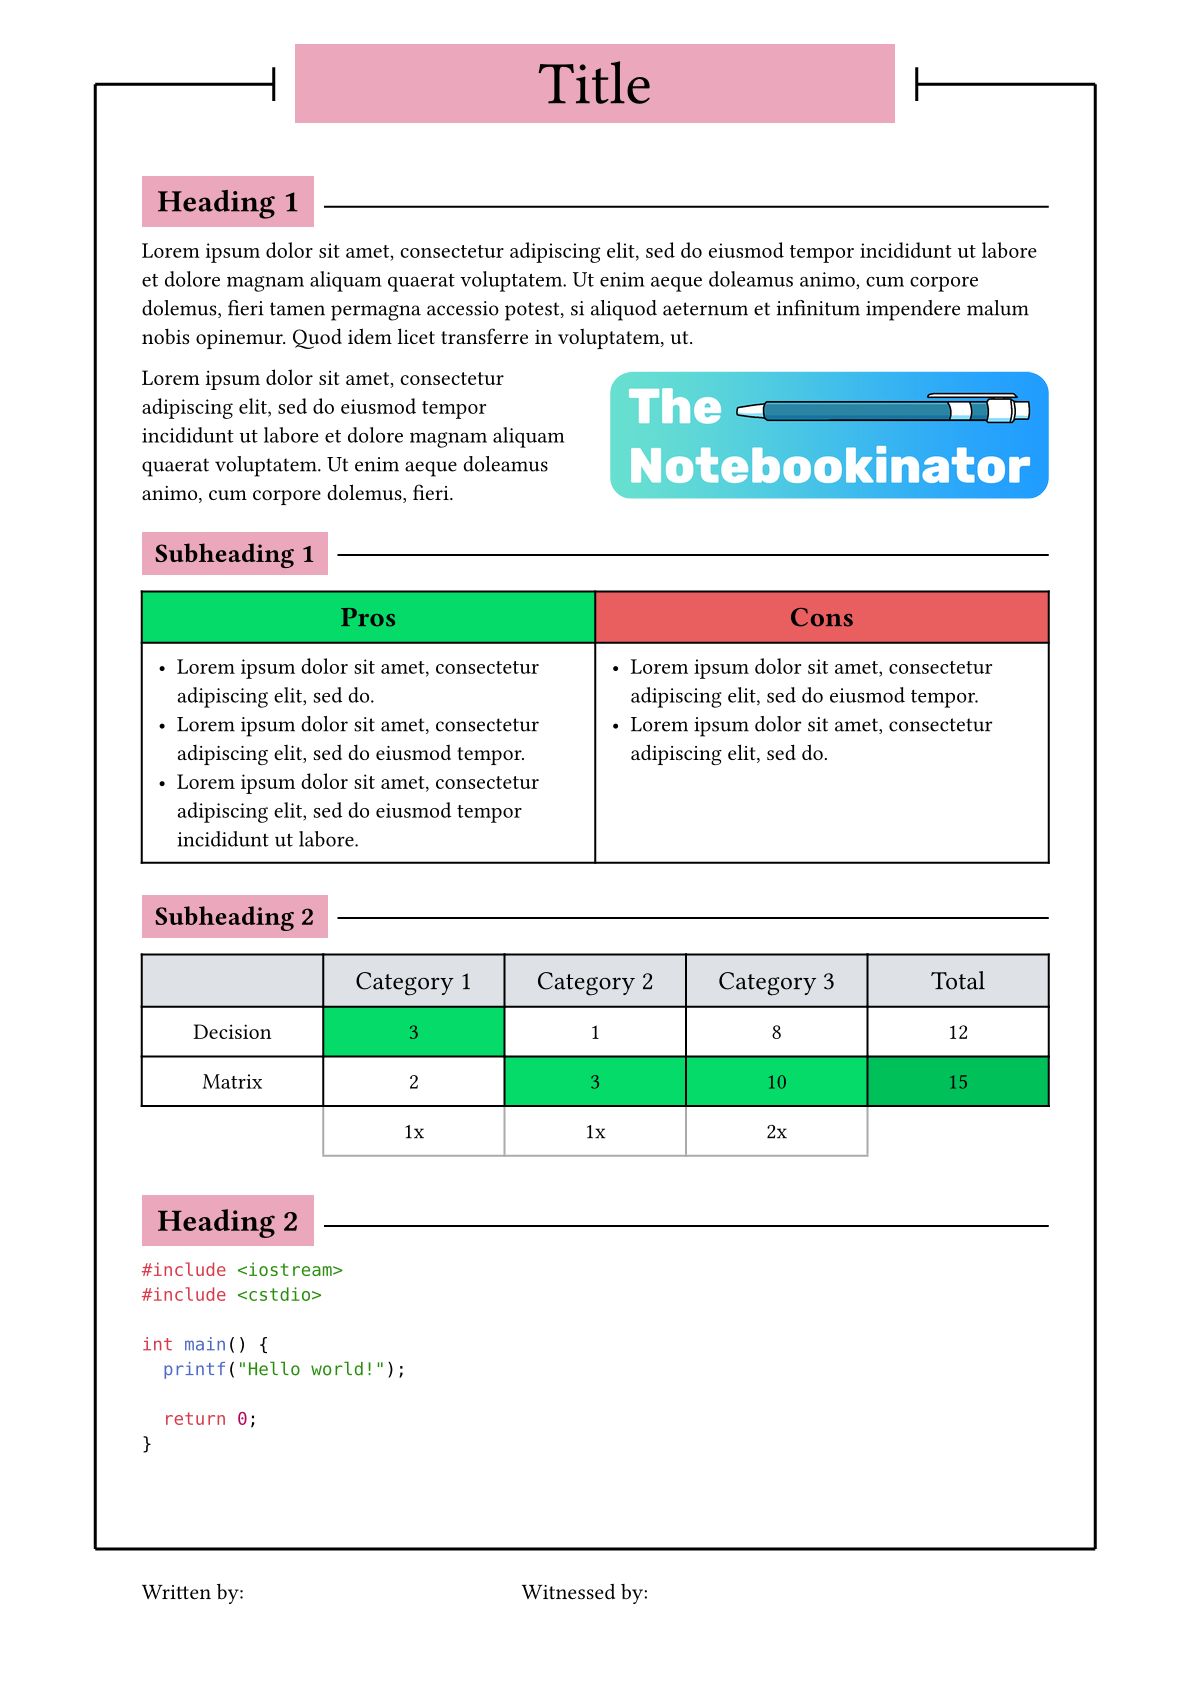 Title
Heading 1
Lorem ipsum dolor sit amet, consectetur adipiscing elit, sed do eiusmod tempor incididunt ut labore
et dolore magnam aliquam quaerat voluptatem. Ut enim aeque doleamus animo, cum corpore
dolemus, fieri tamen permagna accessio potest, si aliquod aeternum et infinitum impendere malum
nobis opinemur. Quod idem licet transferre in voluptatem, ut.
Lorem ipsum dolor sit amet, consectetur
adipiscing elit, sed do eiusmod tempor
incididunt ut labore et dolore magnam aliquam
quaerat voluptatem. Ut enim aeque doleamus
animo, cum corpore dolemus, fieri.
The
Notebookinator
Subheading 1
Pros
Cons
• Lorem ipsum dolor sit amet, consectetur
adipiscing elit, sed do.
• Lorem ipsum dolor sit amet, consectetur
adipiscing elit, sed do eiusmod tempor.
• Lorem ipsum dolor sit amet, consectetur
adipiscing elit, sed do eiusmod tempor
incididunt ut labore.
• Lorem ipsum dolor sit amet, consectetur
adipiscing elit, sed do eiusmod tempor.
• Lorem ipsum dolor sit amet, consectetur
adipiscing elit, sed do.
Subheading 2
Category 1 Category 2 Category 3 Total
Decision 3 1 8 12
Matrix 2 3 10 15
1x 1x 2x
Heading 2
#include <iostream>
#include <cstdio>
int main() {
  printf("Hello world!");
  return 0;
}
Written by: Witnessed by: